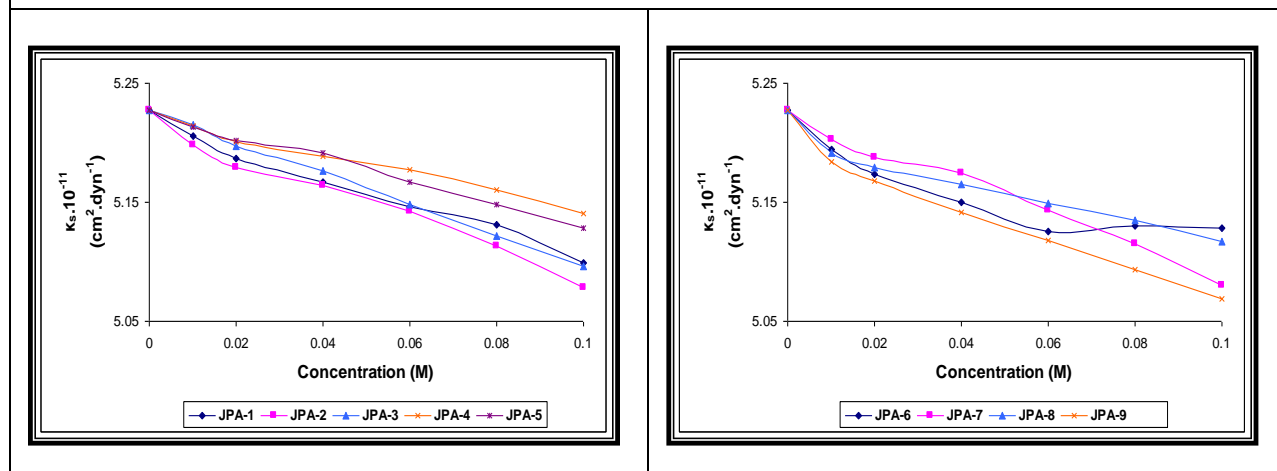 κs.10-11
(cm2.dyn-1)
5.25
5.15
5.05
0 0.02 0.04 0.06 0.08 0.1
Concentration (M)
JPA-1 JPA-2 JPA-3 JPA-4 JPA-5
κs.10-11
(cm2.dyn-1)
5.25
5.15
5.05
0 0.02 0.04 0.06 0.08 0.1
Concentration (M)
JPA-6 JPA-7 JPA-8 JPA-9